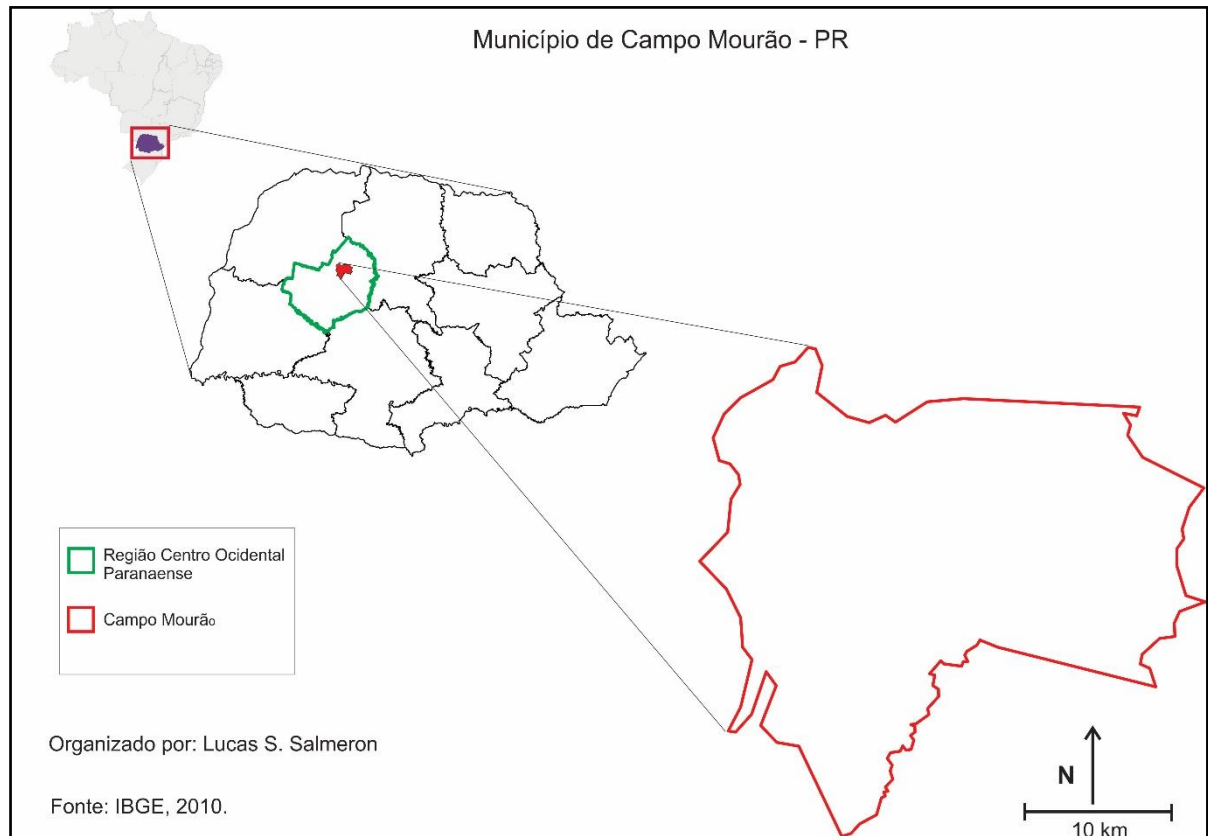 Município de Campo Mourão - PR
Região Centro Ocidental
Paranaense
Campo Mourão
Organizado por: Lucas S. Salmeron
Fonte: IBGE, 2010.
N
10 km